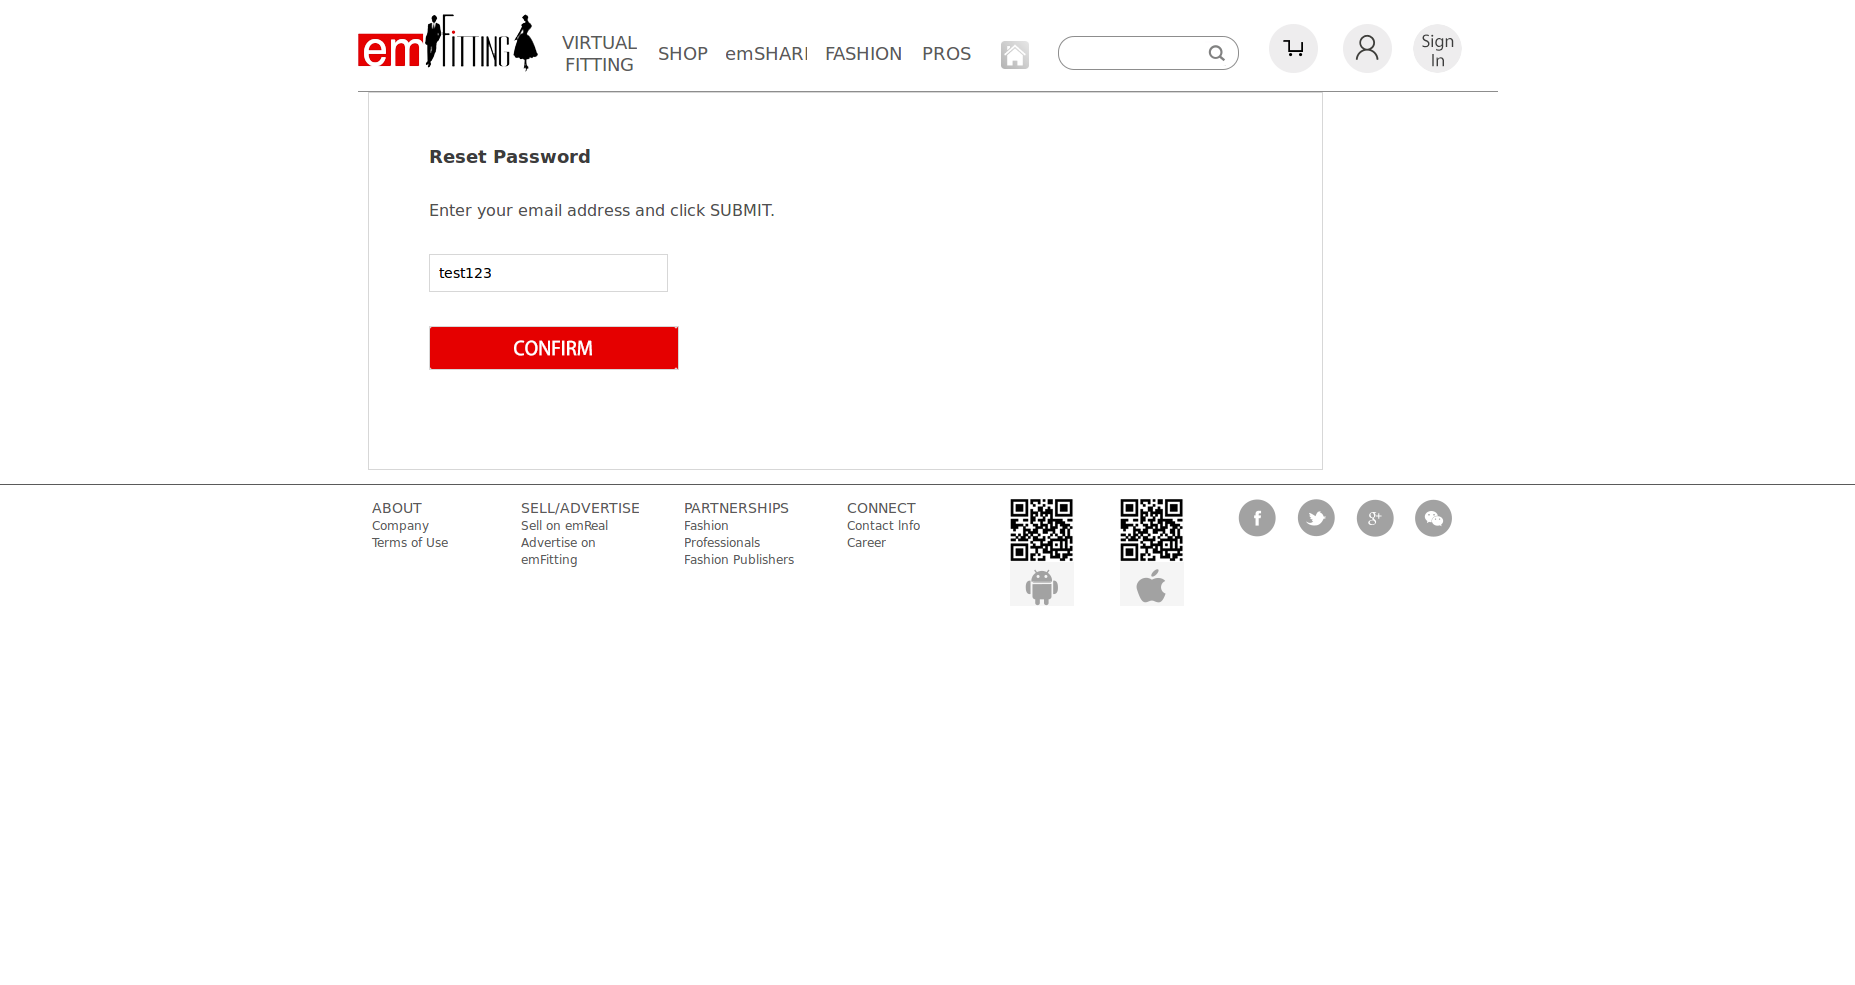 emFITTING
VIRTUAL
FITTING
SHOP
emSHARI
FASHION
PROS
Sign
In
Reset Password
Enter your email address and click SUBMIT.
test123
CONFIRM
ABOUT
Company
Terms of Use
SELL/ADVERTISE
Sell on emReal
Advertise on
emFitting
PARTNERSHIPS
Fashion
Professionals
Fashion Publishers
CONNECT
Contact Info
Career
f
g+